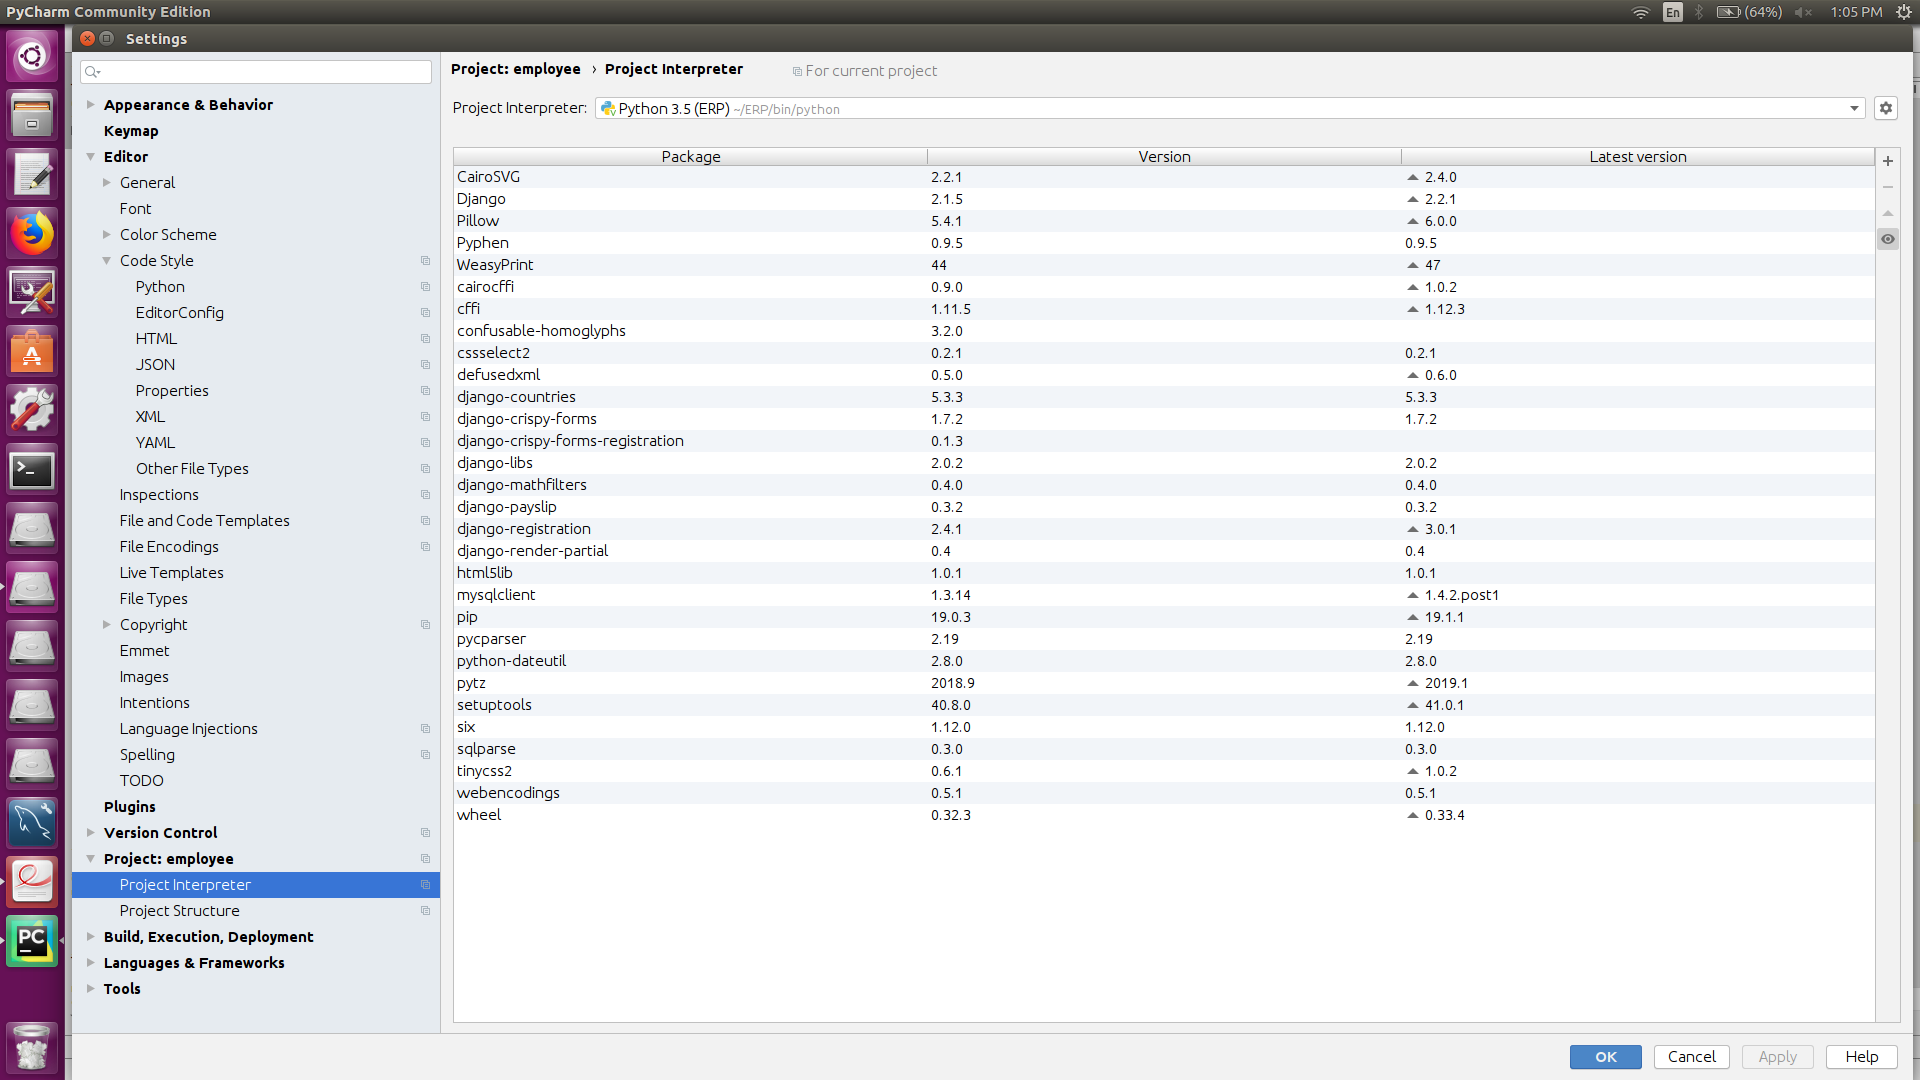 PyCharm Community Edition
En (64%) 1:05 PM
Settings
Appearance & Behavior
Keymap
Editor
General
Font
Color Scheme
Code Style
Python
EditorConfig
HTML
JSON
Properties
XML
YAML
Other File Types
Inspections
File and Code Templates
File Encodings
Live Templates
File Types
Copyright
Emmet
Images
Intentions
Language Injections
Spelling
TODO
Plugins
Version Control
Project: employee
Project Interpreter
Project Structure
Build, Execution, Deployment
Languages & Frameworks
Tools
PC
Project: employee › Project Interpreter For current project
Project Interpreter: Python 3.5 (ERP) ~/ERP/bin/python
Package Version Latest version
CairoSVG 2.2.1 2.4.0
Django 2.1.5 2.2.1
Pillow 5.4.1 6.0.0
Pyphen 0.9.5 0.9.5
WeasyPrint 44 47
cairocffi 0.9.0 1.0.2
cffi 1.11.5 1.12.3
confusable-homoglyphs 3.2.0
cssselect2 0.2.1 0.2.1
defusedxml 0.5.0 0.6.0
django-countries 5.3.3 5.3.3
django-crispy-forms 1.7.2 1.7.2
django-crispy-forms-registration 0.1.3
django-libs 2.0.2 2.0.2
django-mathfilters 0.4.0 0.4.0
django-payslip 0.3.2 0.3.2
django-registration 2.4.1 3.0.1
django-render-partial 0.4 0.4
html5lib 1.0.1 1.0.1
mysqlclient 1.3.14 1.4.2.post1
pip 19.0.3 19.1.1
pycparser 2.19 2.19
python-dateutil 2.8.0 2.8.0
pytz 2018.9 2019.1
setuptools 40.8.0 41.0.1
six 1.12.0 1.12.0
sqlparse 0.3.0 0.3.0
tinycss2 0.6.1 1.0.2
webencodings 0.5.1 0.5.1
wheel 0.32.3 0.33.4
OK Cancel Apply Help